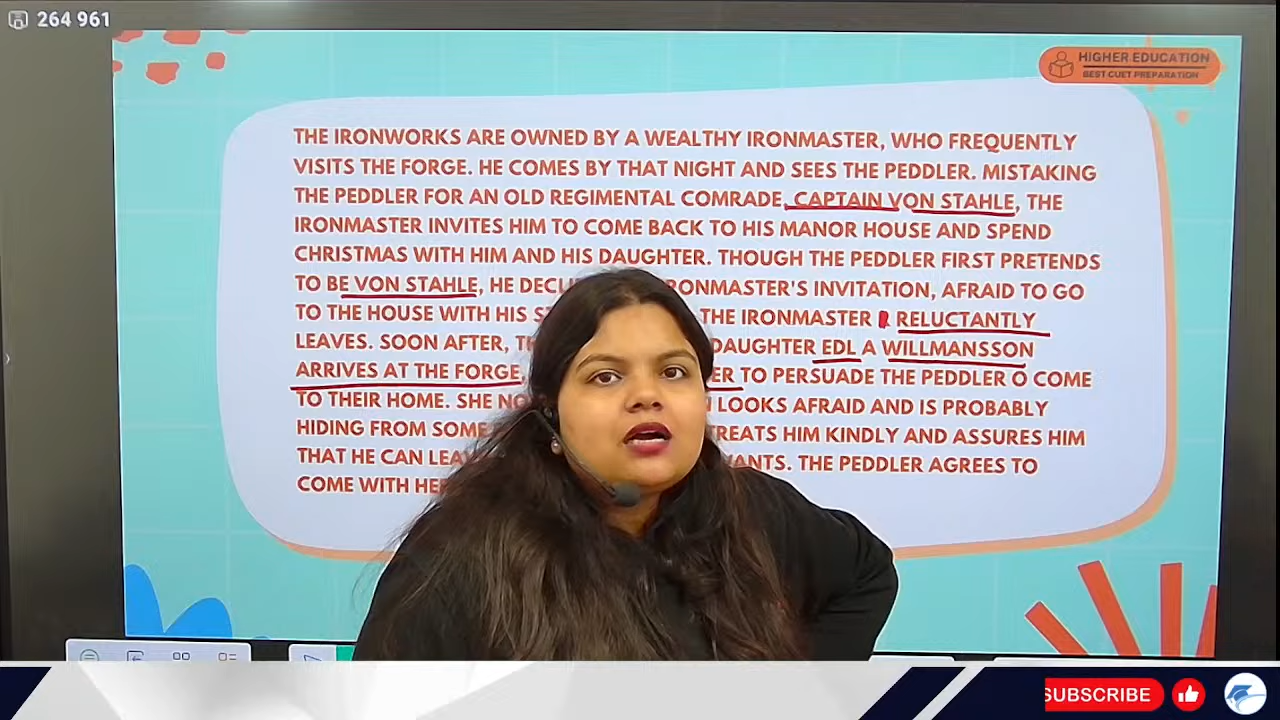 264 961
HIGHER EDUCATION
BEST CUET PREPARATION
THE IRONWORKS ARE OWNED BY A WEALTHY IRONMASTER, WHO FREQUENTLY
VISITS THE FORGE. HE COMES BY THAT NIGHT AND SEES THE PEDDLER. MISTAKING
THE PEDDLER FOR AN OLD REGIMENTAL COMRADE, CAPTAIN VON STAHLE, THE
IRONMASTER INVITES HIM TO COME BACK TO HIS MANOR HOUSE AND SPEND
CHRISTMAS WITH HIM AND HIS DAUGHTER. THOUGH THE PEDDLER FIRST PRETENDS
TO BE VON STAHLE, HE IRONMASTER'S INVITATION, AFRAID TO GO
TO THE HOUSE WITH HIS THE IRONMASTER RELUCTANTLY
LEAVES. SOON AFTER, DAUGHTER EDL A WILLMANSSON
ARRIVES AT THE FORGE, TO PERSUADE THE PEDDLER O COME
TO THEIR HOME. SHE LOOKS AFRAID AND IS PROBABLY
HIDING FROM TREATS HIM KINDLY AND ASSURES HIM
THAT HE CAN WANTS. THE PEDDLER AGREES TO
COME WITH
SUBSCRIBE